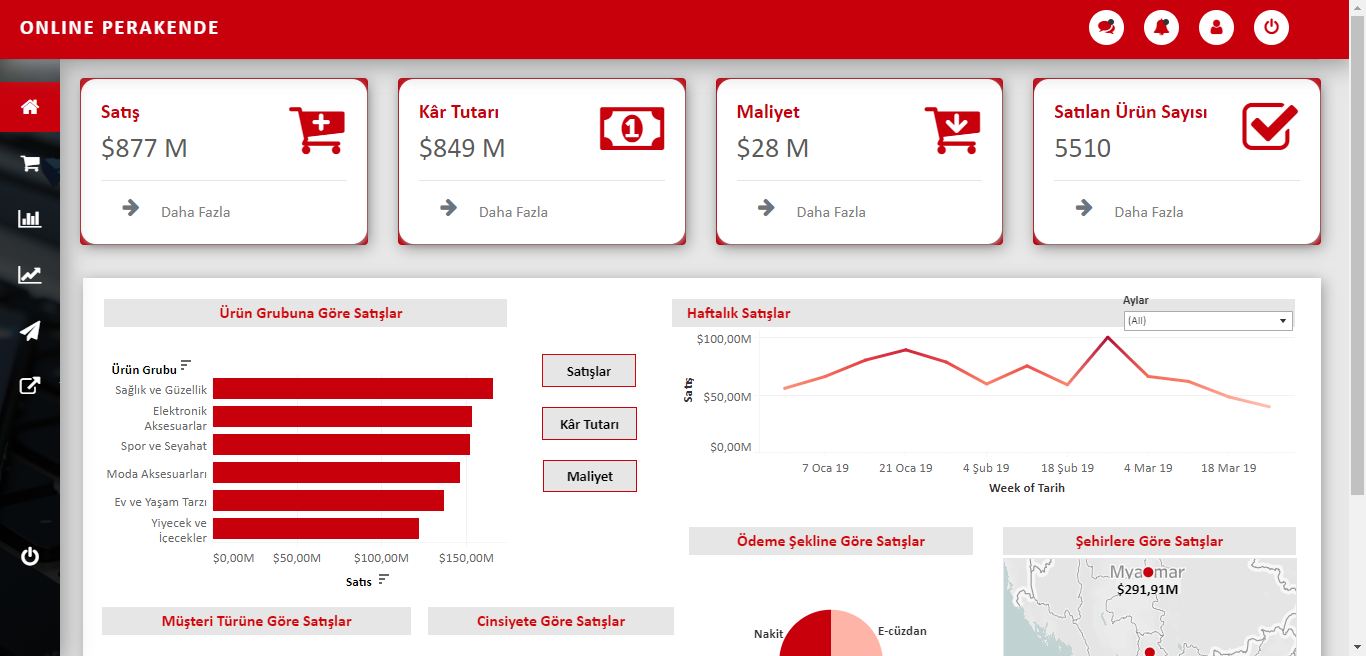 ONLINE PERAKENDE
Satış
$877 M
Daha Fazla
Kâr Tutarı
$849 M
Daha Fazla
Maliyet
$28 M
Daha Fazla
Satılan Ürün Sayısı
5510
Daha Fazla
Ürün Grubuna Göre Satışlar
Ürün Grubu
Sağlık ve Güzellik
Elektronik
Aksesuarlar
Spor ve Seyahat
Moda Aksesuarları
Ev ve Yaşam Tarzı
Yiyecek ve
İçecekler
$0,00M $50,00M $100,00M $150,00M
Satıs
Satışlar
Kâr Tutarı
Maliyet
Haftalık Satışlar
Aylar
(All)
$100,00M
$50,00M
$0,00M
Satış
7 Oca 19 21 Oca 19 4 Şub 19 18 Şub 19 4 Mar 19 18 Mar 19
Week of Tarih
Ödeme Şekline Göre Satışlar
Nakit
E-cüzdan
Şehirlere Göre Satışlar
Myanmar
$291,91M
Müşteri Türüne Göre Satışlar
Cinsiyete Göre Satışlar